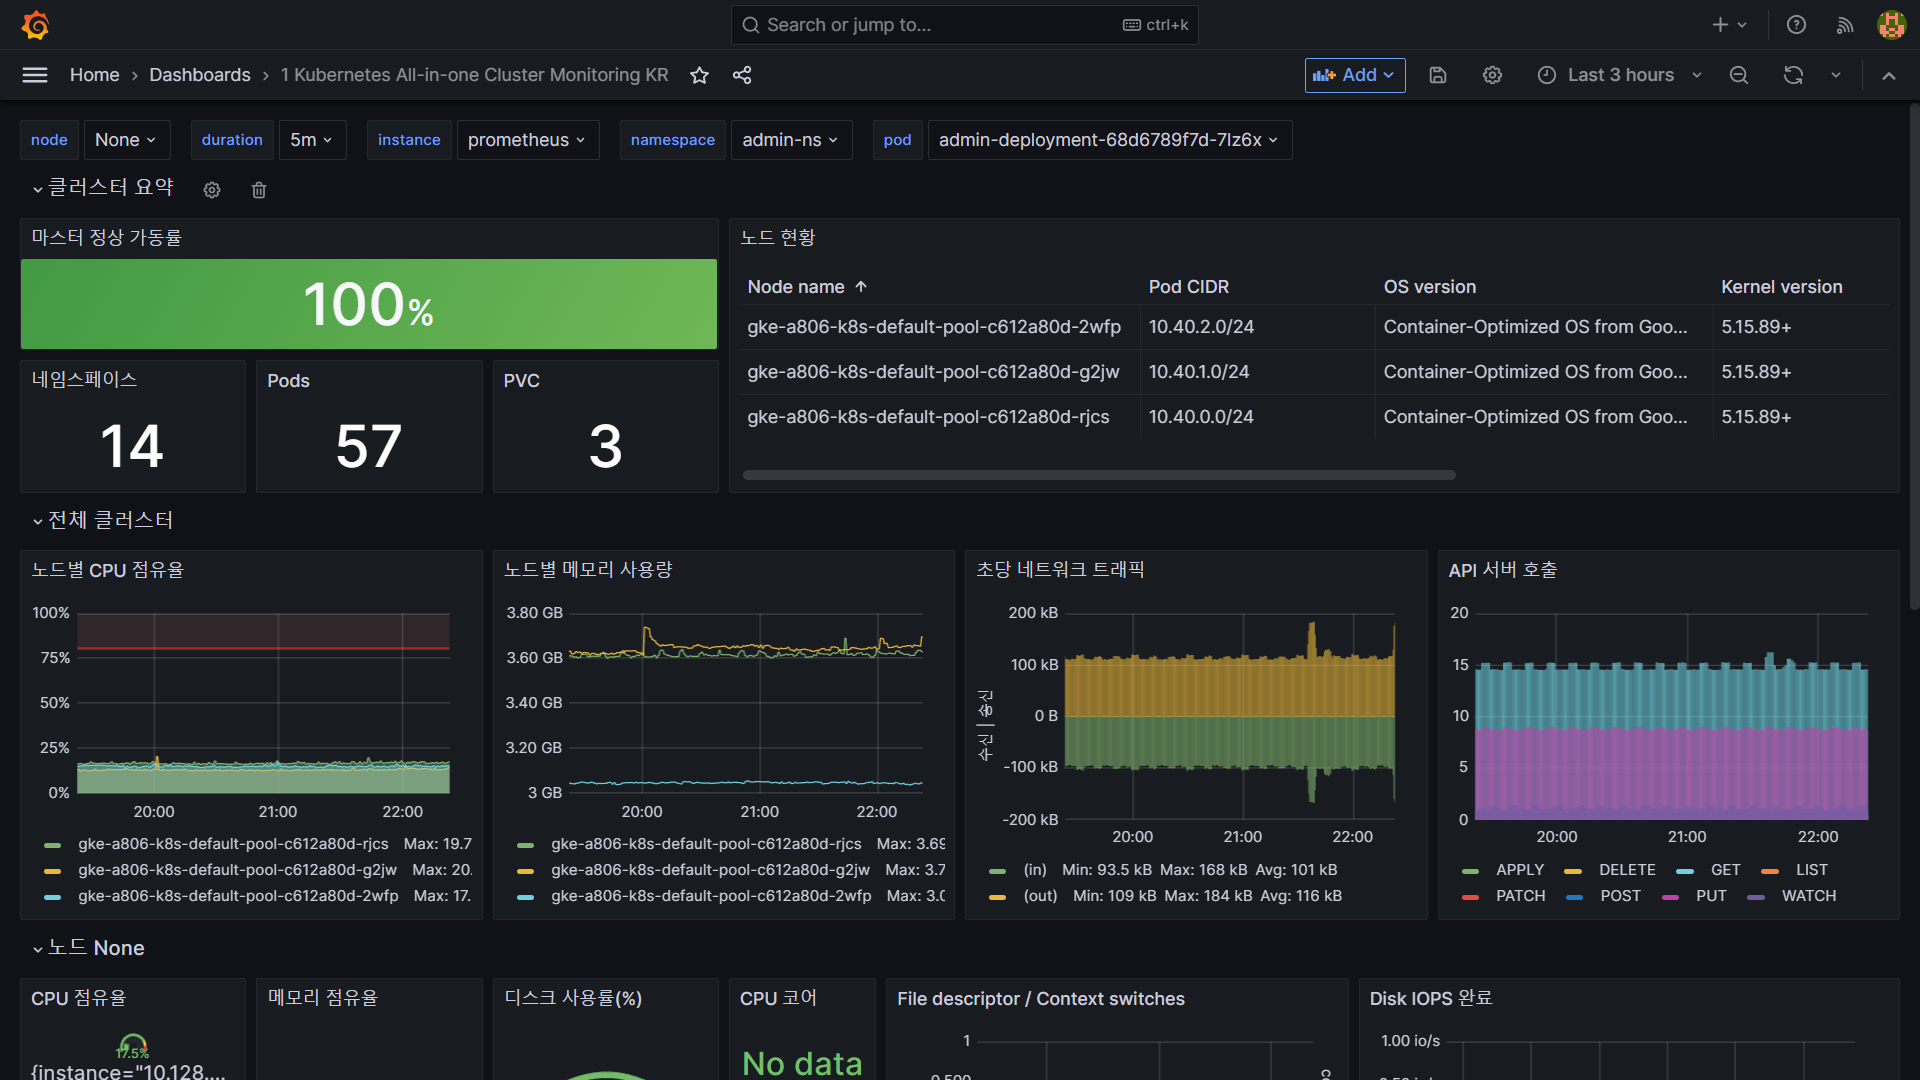 Search or jump to... ctrl+k
Home > Dashboards > 1 Kubernetes All-in-one Cluster Monitoring KR
Add Last 3 hours
node None duration 5m instance prometheus namespace admin-ns pod admin-deployment-68d6789f7d-7lz6x
클러스터 요약
마스터 정상 가동률
100%
네임스페이스
14
Pods
57
PVC
3
노드 현황
Node name Pod CIDR OS version Kernel version
gke-a806-k8s-default-pool-c612a80d-2wfp 10.40.2.0/24 Container-Optimized OS from Goo... 5.15.89+
gke-a806-k8s-default-pool-c612a80d-g2jw 10.40.1.0/24 Container-Optimized OS from Goo... 5.15.89+
gke-a806-k8s-default-pool-c612a80d-rjcs 10.40.0.0/24 Container-Optimized OS from Goo... 5.15.89+
전체 클러스터
노드별 CPU 점유율
100%
75%
50%
25%
0%
20:00 21:00 22:00
gke-a806-k8s-default-pool-c612a80d-rjcs Max: 19.7
gke-a806-k8s-default-pool-c612a80d-g2jw Max: 20.
gke-a806-k8s-default-pool-c612a80d-2wfp Max: 17.
노드별 메모리 사용량
3.80 GB
3.60 GB
3.40 GB
3.20 GB
3 GB
20:00 21:00 22:00
gke-a806-k8s-default-pool-c612a80d-rjcs Max: 3.69
gke-a806-k8s-default-pool-c612a80d-g2jw Max: 3.7
gke-a806-k8s-default-pool-c612a80d-2wfp Max: 3.0
초당 네트워크 트래픽
수신 | 송신
200 kB
100 kB
0 B
-100 kB
-200 kB
20:00 21:00 22:00
(in) Min: 93.5 kB Max: 168 kB Avg: 101 kB
(out) Min: 109 kB Max: 184 kB Avg: 116 kB
API 서버 호출
20
15
10
5
0
20:00 21:00 22:00
APPLY DELETE GET LIST
PATCH POST PUT WATCH
노드 None
CPU 점유율
17.5%
{instance="10.128....
메모리 점유율
디스크 사용률(%)
CPU 코어
No data
File descriptor / Context switches
1
0.500
Disk IOPS 완료
1.00 io/s